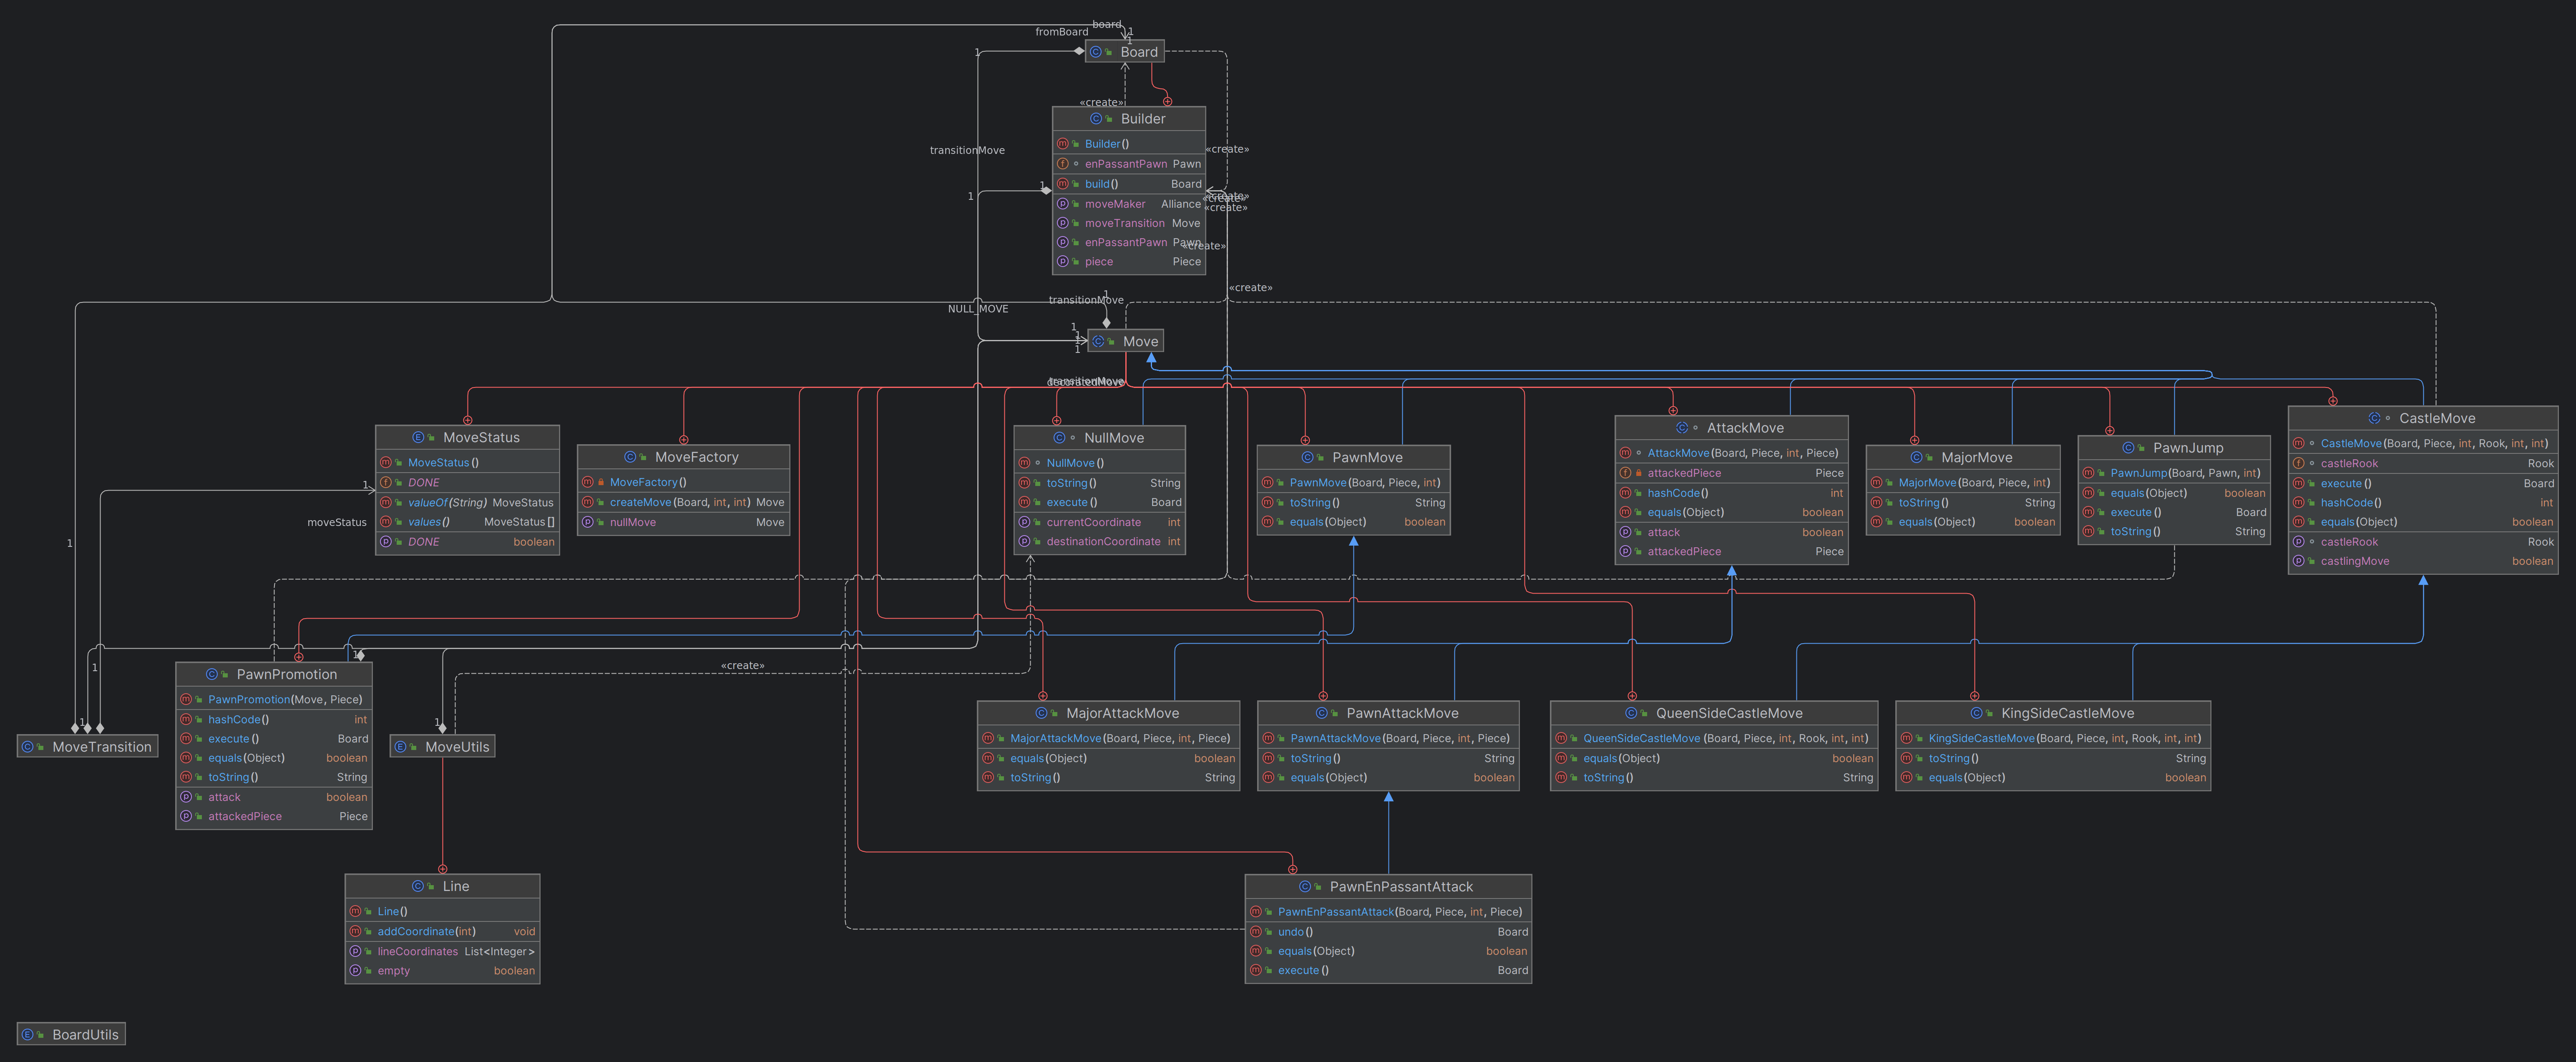 board
fromBoard
1
1
1
Board
«create»
Builder
Builder()
enPassantPawn Pawn
build() Board
moveMaker Alliance
moveTransition Move
enPassantPawn Pawn
piece Piece
transitionMove
«create»
1
1
«create»
«create»
«create»
«create»
«create»
transitionMove
1
NULL_MOVE
1
1
1
Move
transitionMove
decoratedMove
MoveStatus
MoveStatus()
DONE
valueOf(String) MoveStatus
values() MoveStatus[]
DONE boolean
1
moveStatus
MoveFactory
MoveFactory()
createMove(Board, int, int) Move
nullMove Move
NullMove
NullMove()
toString() String
execute() Board
currentCoordinate int
destinationCoordinate int
PawnMove
PawnMove(Board, Piece, int)
toString() String
equals(Object) boolean
AttackMove
AttackMove(Board, Piece, int, Piece)
attackedPiece Piece
hashCode() int
equals(Object) boolean
attack boolean
attackedPiece Piece
MajorMove
MajorMove(Board, Piece, int)
toString() String
equals(Object) boolean
PawnJump
PawnJump(Board, Pawn, int)
equals(Object) boolean
execute() Board
toString() String
CastleMove
CastleMove(Board, Piece, int, Rook, int, int)
castleRook Rook
execute() Board
hashCode() int
equals(Object) boolean
castleRook Rook
castlingMove boolean
1
1
1
1
1
«create»
MoveTransition
PawnPromotion
PawnPromotion(Move, Piece)
hashCode() int
execute() Board
equals(Object) boolean
toString() String
attack boolean
attackedPiece Piece
MoveUtils
MajorAttackMove
MajorAttackMove(Board, Piece, int, Piece)
equals(Object) boolean
toString() String
PawnAttackMove
PawnAttackMove(Board, Piece, int, Piece)
toString() String
equals(Object) boolean
QueenSideCastleMove
QueenSideCastleMove(Board, Piece, int, Rook, int, int)
equals(Object) boolean
toString() String
KingSideCastleMove
KingSideCastleMove(Board, Piece, int, Rook, int, int)
toString() String
equals(Object) boolean
Line
Line()
addCoordinate(int) void
lineCoordinates List<Integer>
empty boolean
PawnEnPassantAttack
PawnEnPassantAttack(Board, Piece, int, Piece)
undo() Board
equals(Object) boolean
execute() Board
BoardUtils